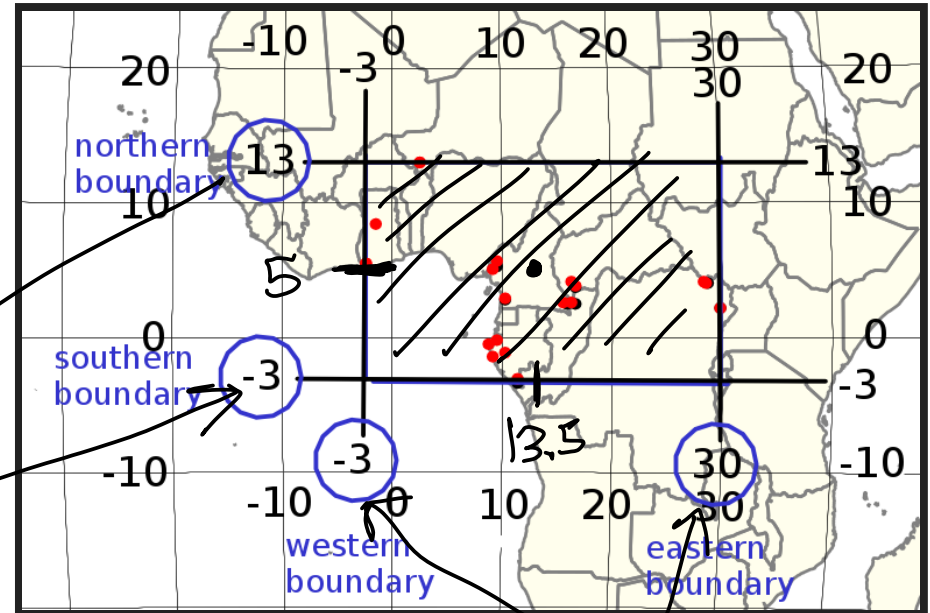 -10 0 10 20 30
-3 30
20 20
northern
boundary
13 13
10 10
5
0 0
southern
boundary
-3 -3
13.5
-10 -3 30 -10
-10 0 10 20 30
western
boundary
eastern
boundary